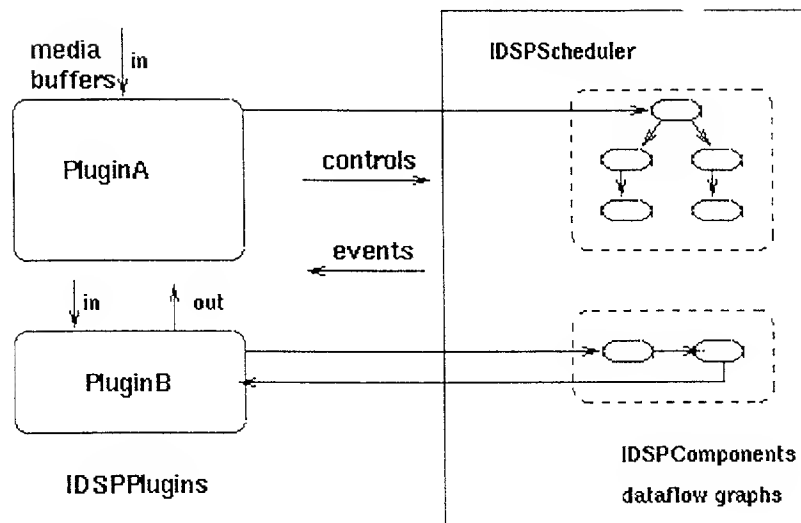 media
buffers
in
IDSPScheduler
PluginA
controls
events
in
out
PluginB
IDSPPlugins
IDSPComponents
dataflow graphs